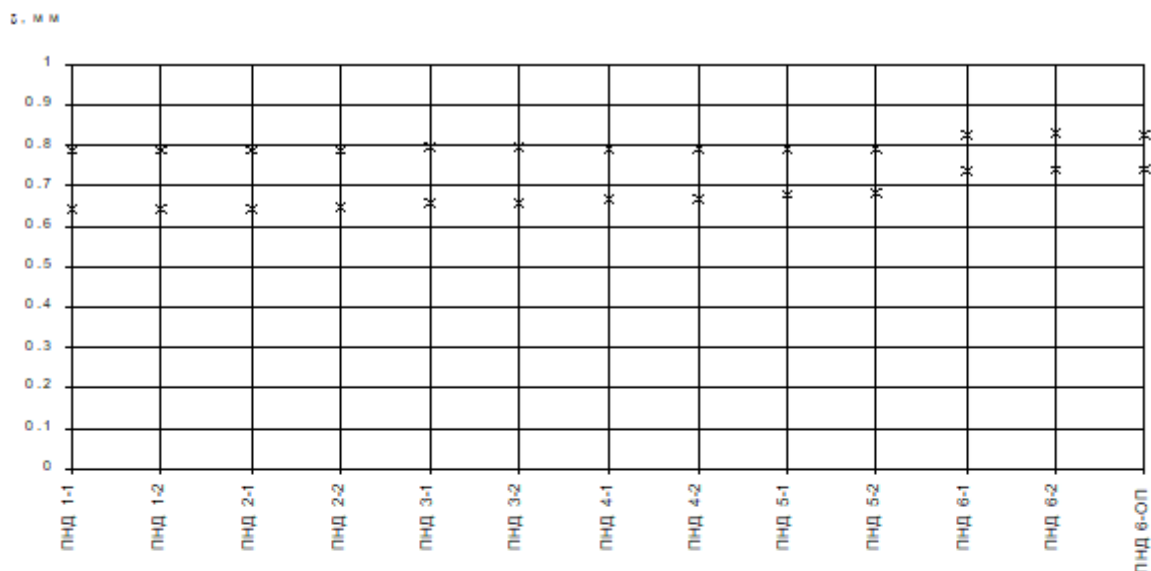 δ, мм
1
0.9
0.8
0.7
0.6
0.5
0.4
0.3
0.2
0.1
0
ПНД 1-1
ПНД 1-2
ПНД 2-1
ПНД 2-2
ПНД 3-1
ПНД 3-2
ПНД 4-1
ПНД 4-2
ПНД 5-1
ПНД 5-2
ПНД 6-1
ПНД 6-2
ПНД 6-ОП